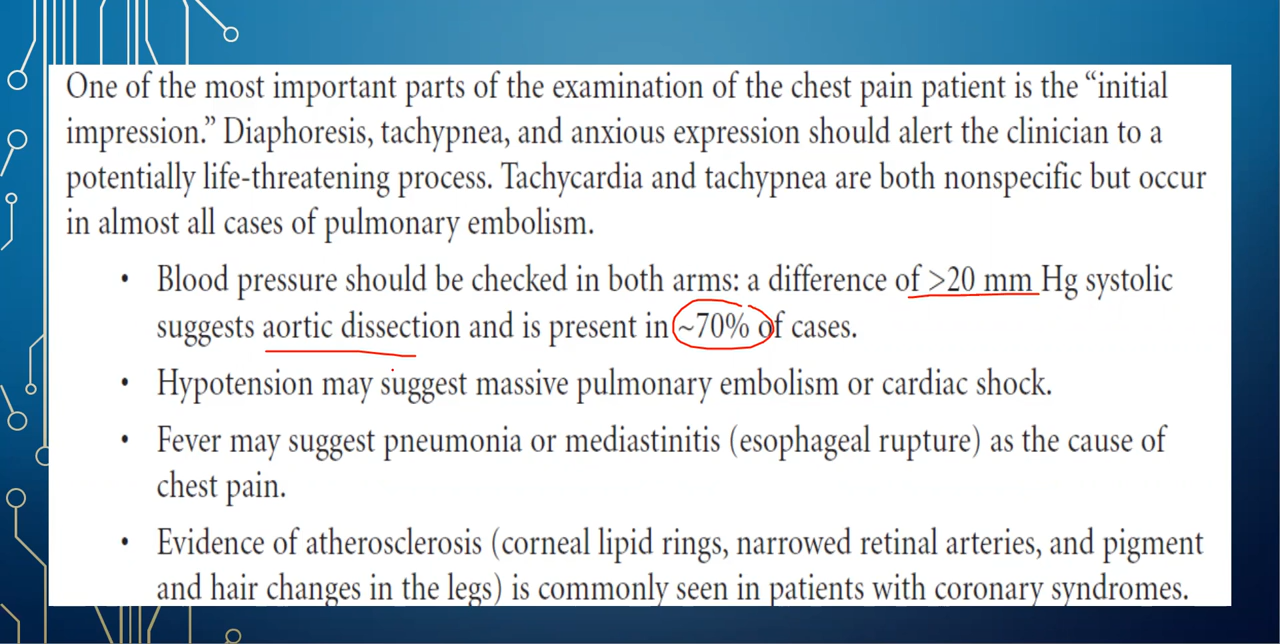 One of the most important parts of the examination of the chest pain patient is the “initial
impression.” Diaphoresis, tachypnea, and anxious expression should alert the clinician to a
potentially life-threatening process. Tachycardia and tachypnea are both nonspecific but occur
in almost all cases of pulmonary embolism.
• Blood pressure should be checked in both arms: a difference of >20 mm Hg systolic
suggests aortic dissection and is present in ~70% of cases.
• Hypotension may suggest massive pulmonary embolism or cardiac shock.
• Fever may suggest pneumonia or mediastinitis (esophageal rupture) as the cause of
chest pain.
• Evidence of atherosclerosis (corneal lipid rings, narrowed retinal arteries, and pigment
and hair changes in the legs) is commonly seen in patients with coronary syndromes.